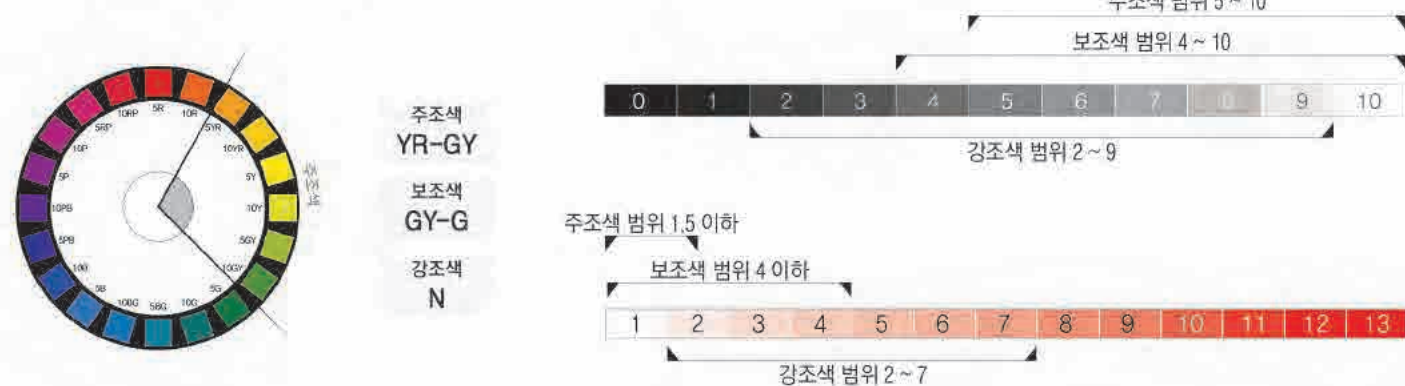 주조색 범위 5 ~ 10
보조색 범위 4 ~ 10
0 1 2 3 4 5 6 7 8 9 10
강조색 범위 2 ~ 9
주조색
YR-GY
보조색
GY-G
강조색
N
주조색 범위 1.5 이하
보조색 범위 4 이하
1 2 3 4 5 6 7 8 9 10 11 12 13
강조색 범위 2 ~ 7
5R
10R
5YR
10YR
5Y
10Y
5GY
10GY
5G
10G
5BG
10BG
5B
10B
5PB
10PB
5P
10P
5RP
10RP
주조색